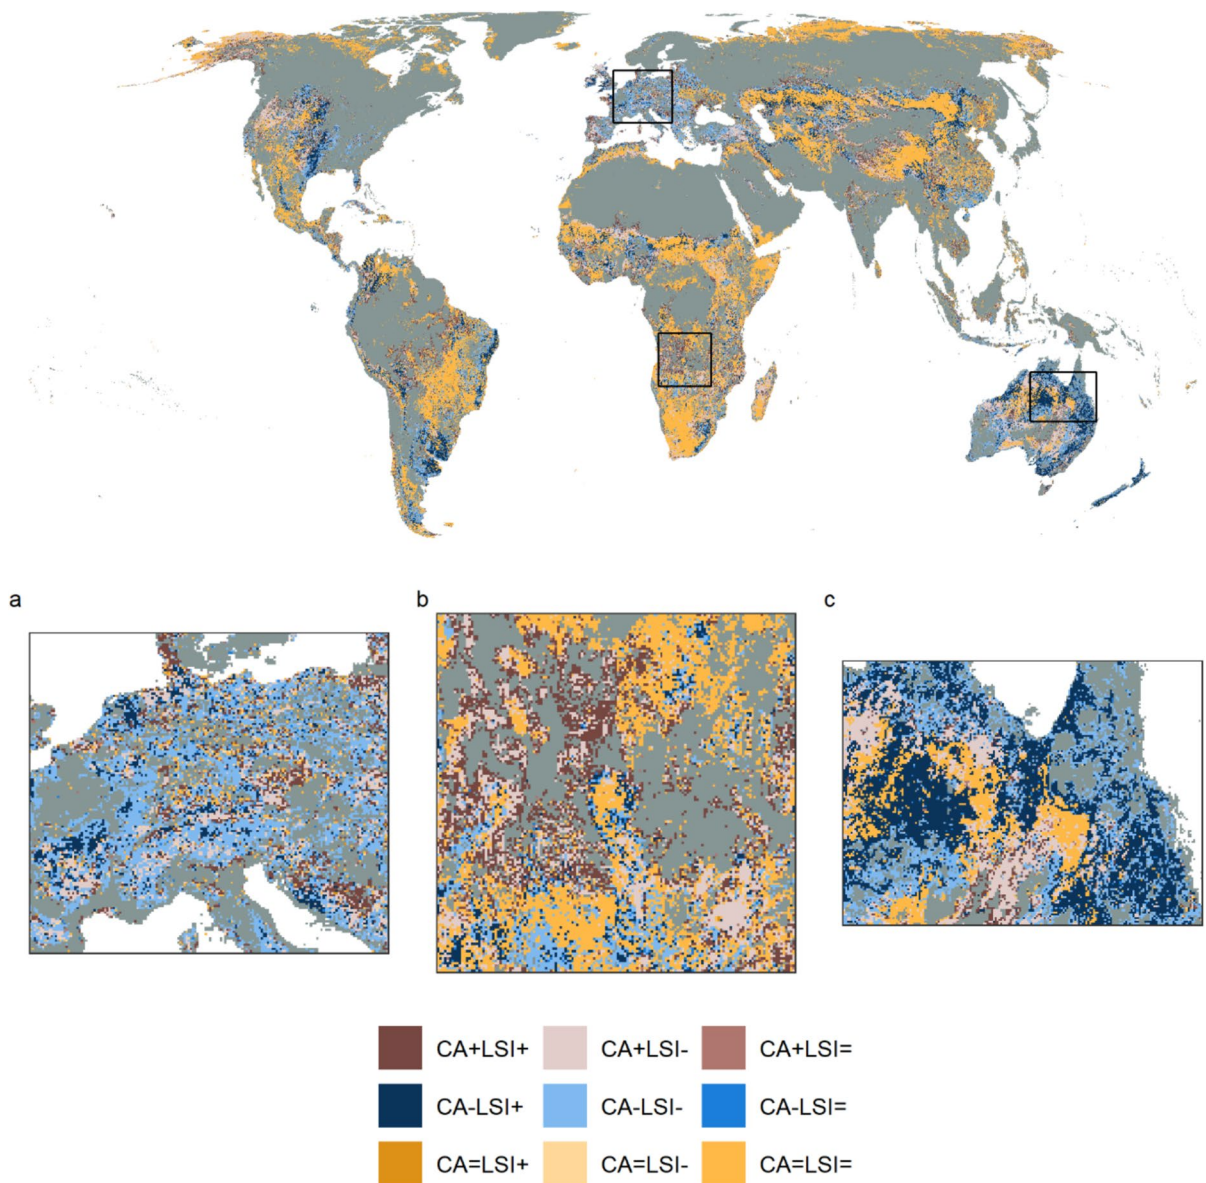 a
b
c
CA+LSI+ CA+LSI- CA+LSI=
CA-LSI+ CA-LSI- CA-LSI=
CA=LSI+ CA=LSI- CA=LSI=